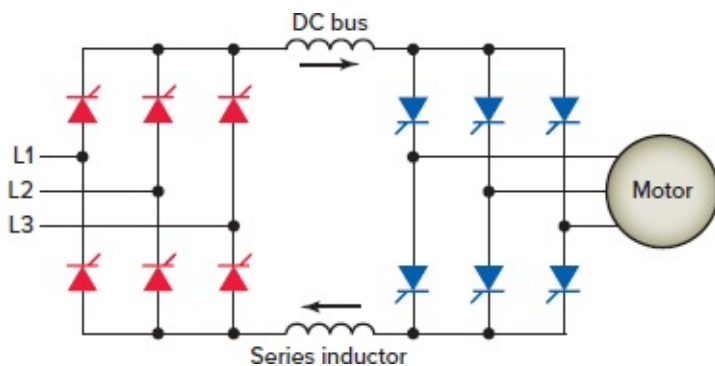 DC bus
L1
L2
L3
Motor
Series inductor